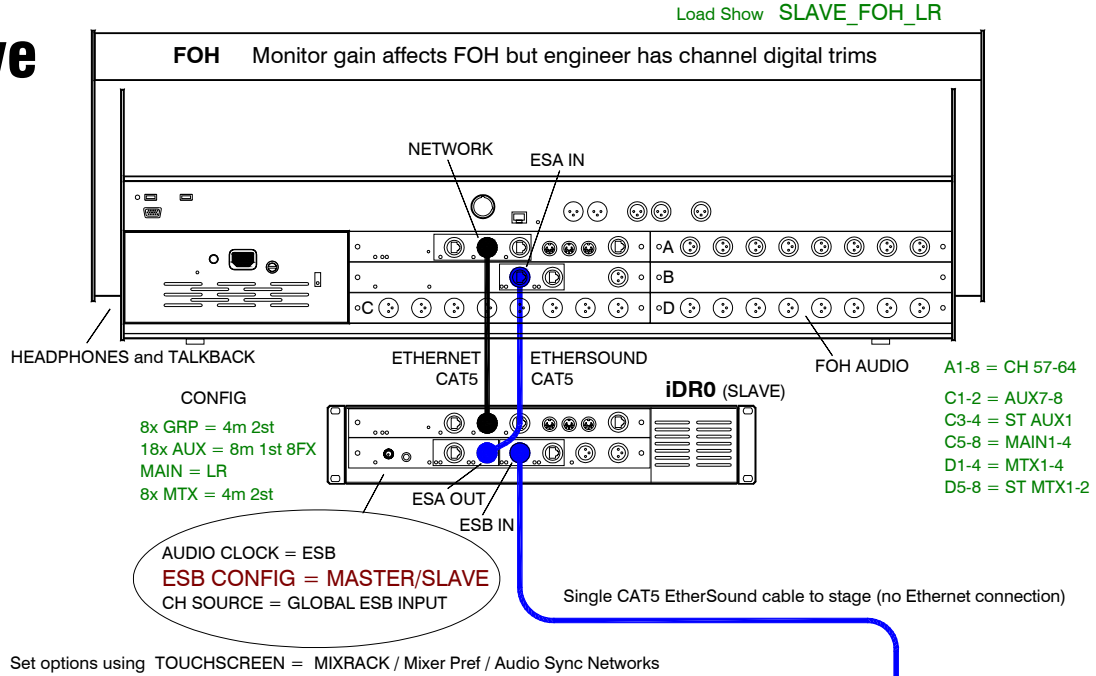 Load Show SLAVE_FOH_LR
FOH Monitor gain affects FOH but engineer has channel digital trims
NETWORK
ESA IN
A
B
C
D
HEADPHONES and TALKBACK
ETHERNET
CAT5
ETHERSOUND
CAT5
FOH AUDIO
iDR0 (SLAVE)
A1-8 = CH 57-64
C1-2 = AUX7-8
C3-4 = ST AUX1
C5-8 = MAIN1-4
D1-4 = MTX1-4
D5-8 = ST MTX1-2
CONFIG
8x GRP = 4m 2st
18x AUX = 8m 1st 8FX
MAIN = LR
8x MTX = 4m 2st
ESA OUT
ESB IN
AUDIO CLOCK = ESB
ESB CONFIG = MASTER/SLAVE
CH SOURCE = GLOBAL ESB INPUT
Single CAT5 EtherSound cable to stage (no Ethernet connection)
Set options using TOUCHSCREEN = MIXRACK / Mixer Pref / Audio Sync Networks